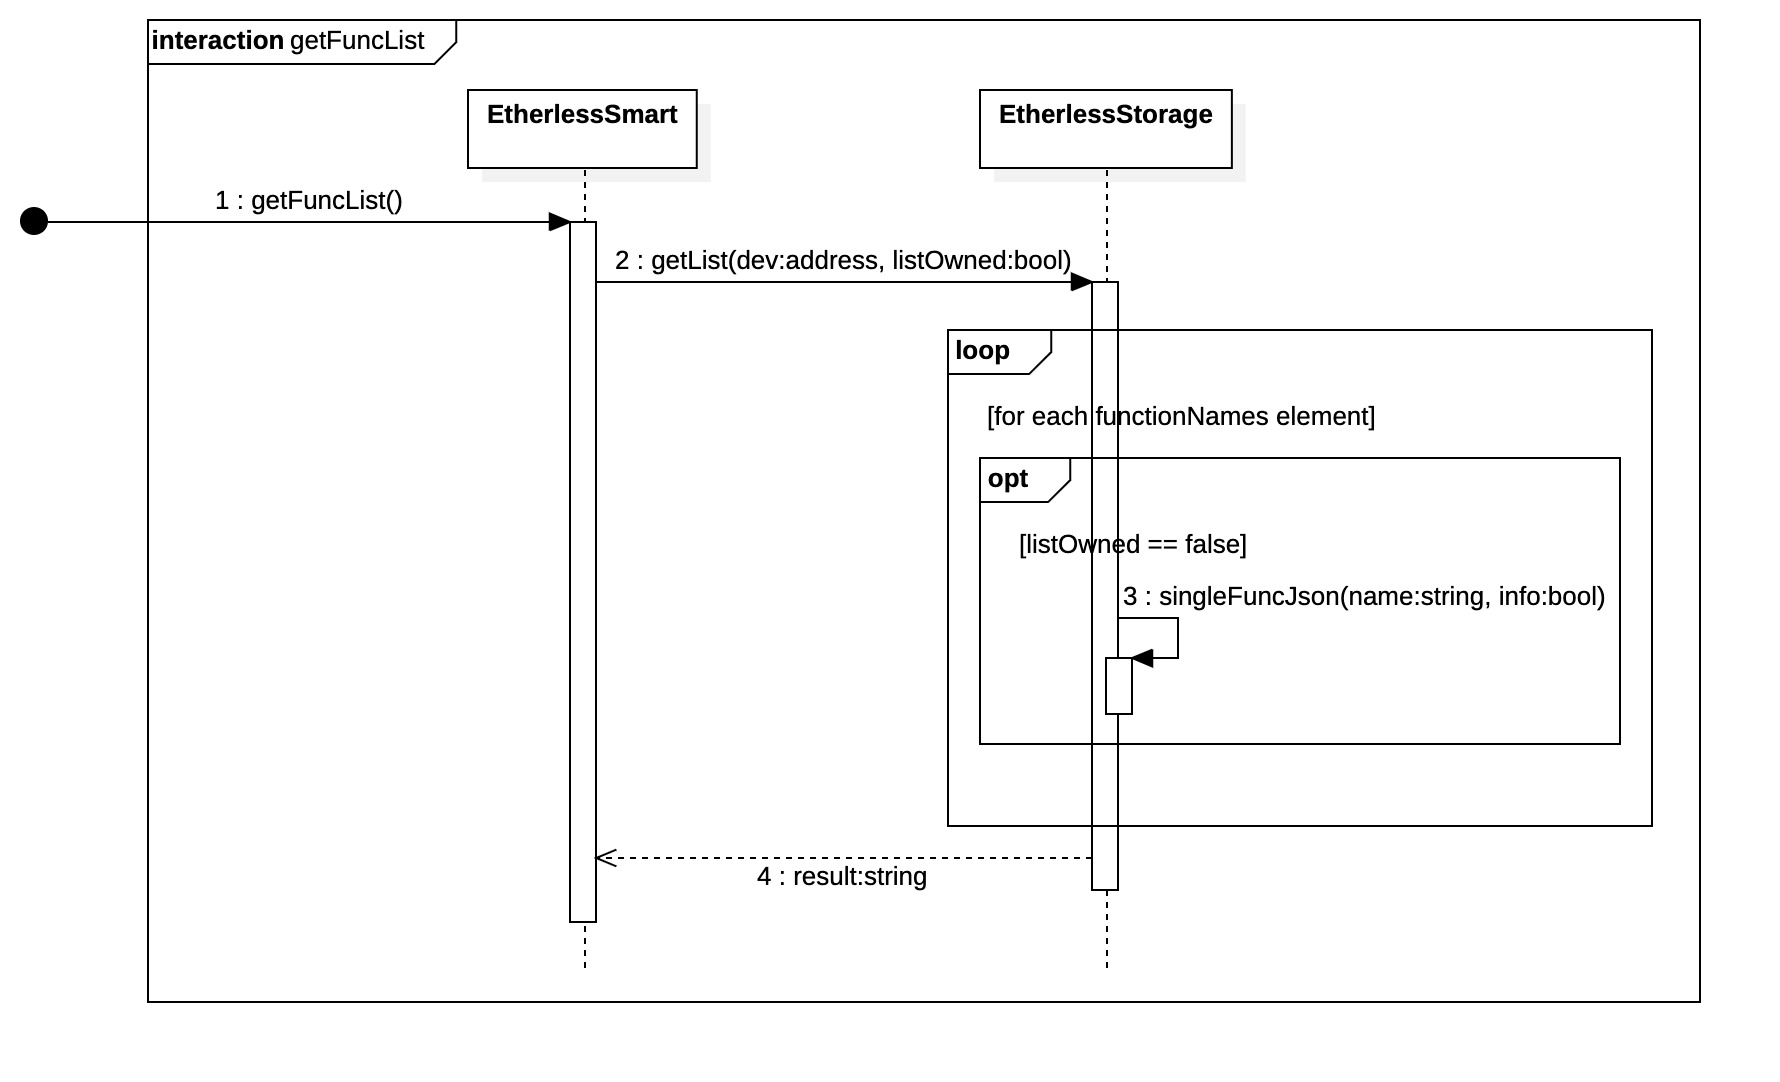 interaction getFuncList
EtherlessSmart
EtherlessStorage
1 : getFuncList()
2 : getList(dev:address, listOwned:bool)
loop
[for each functionNames element]
opt
[listOwned == false]
3 : singleFuncJson(name:string, info:bool)
4 : result:string